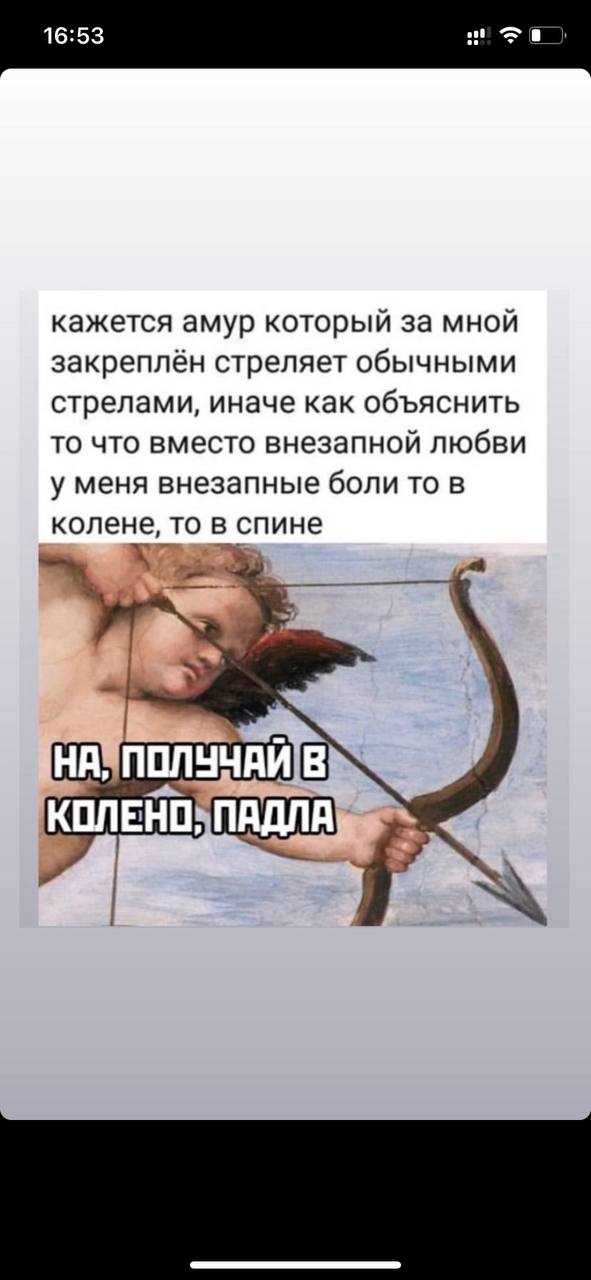 16:53
кажется амур который за мной
закреплён стреляет обычными
стрелами, иначе как объяснить
то что вместо внезапной любви
у меня внезапные боли то в
колене, то в спине
НА, ПОЛУЧАЙ В
КОЛЕНО, ПАДЛА